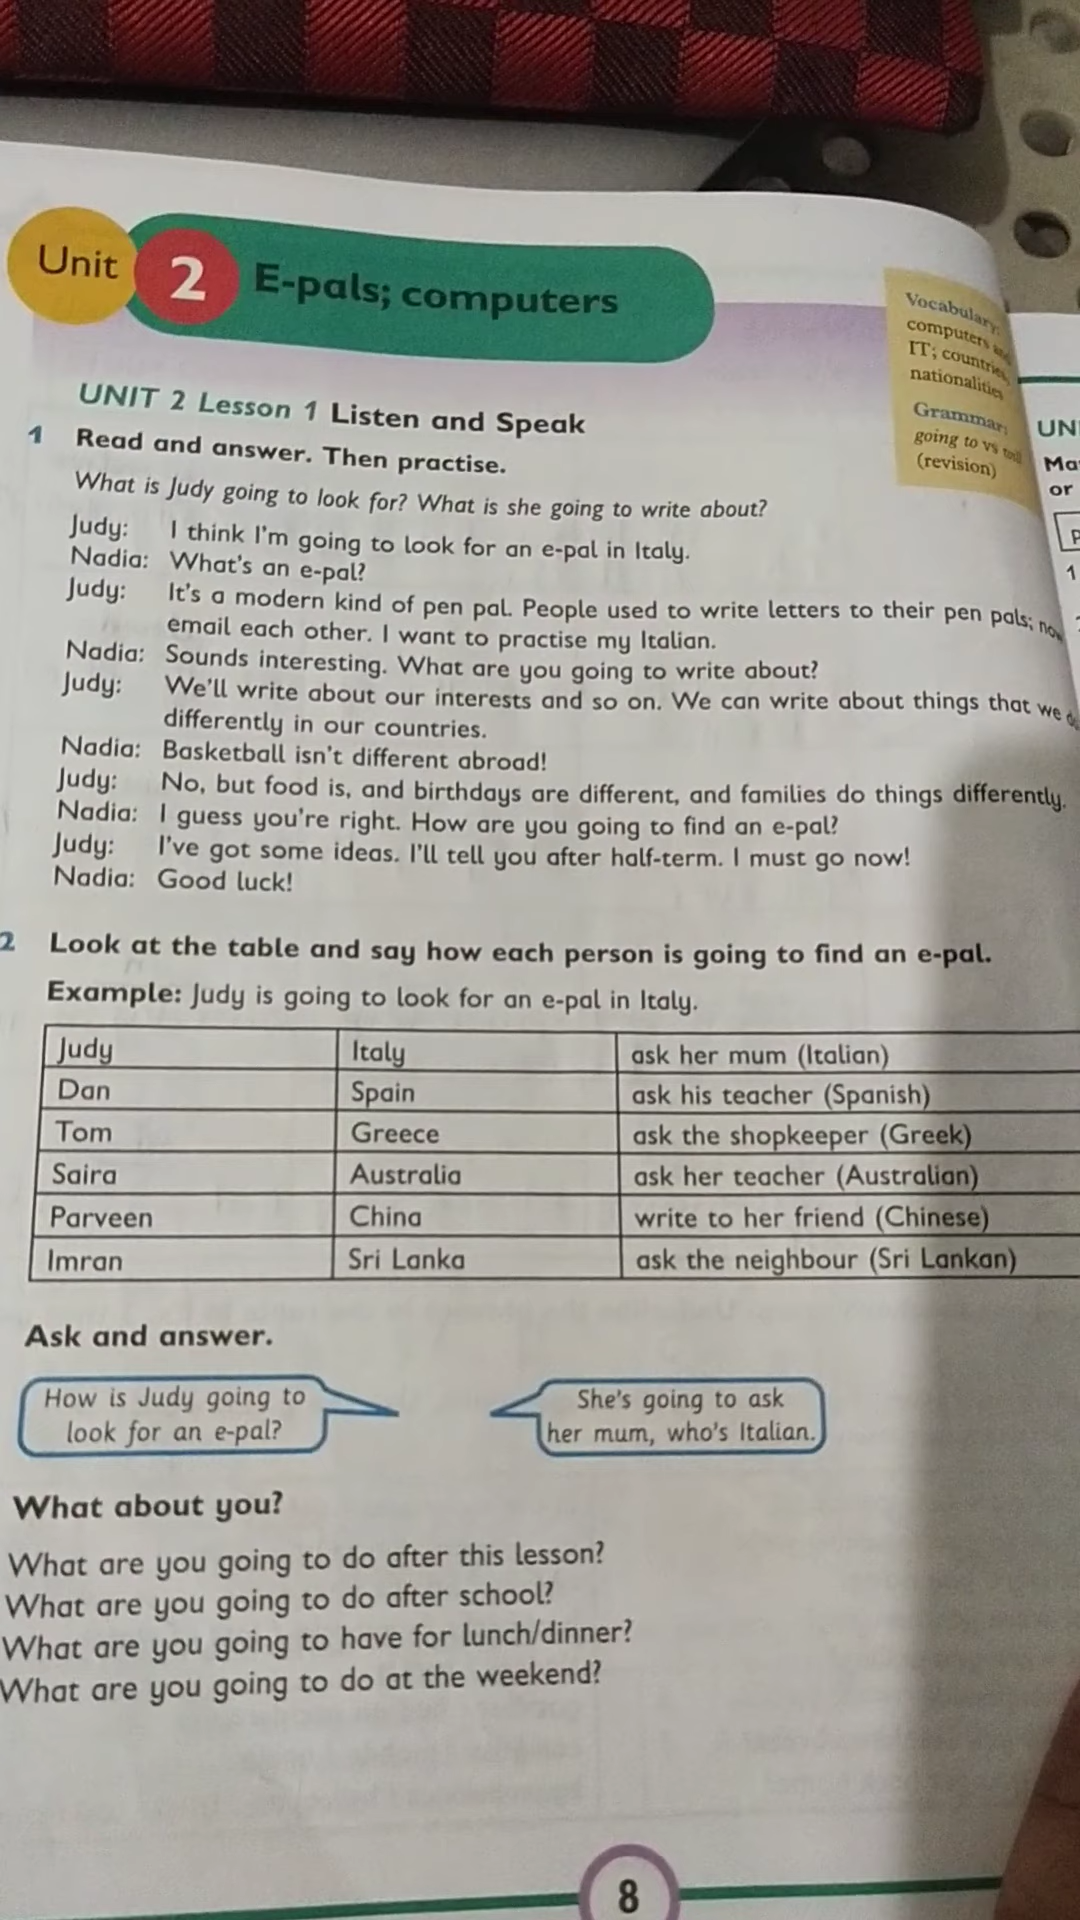 Unit 2 E-pals; computers
Vocabulary:
computers and
IT; countries,
nationalities
Grammar:
going to vs will
(revision)
UNIT 2 Lesson 1 Listen and Speak
1 Read and answer. Then practise.
What is Judy going to look for? What is she going to write about?
Judy: I think I'm going to look for an e-pal in Italy.
Nadia: What's an e-pal?
Judy: It's a modern kind of pen pal. People used to write letters to their pen pals; now
email each other. I want to practise my Italian.
Nadia: Sounds interesting. What are you going to write about?
Judy: We'll write about our interests and so on. We can write about things that we
differently in our countries.
Nadia: Basketball isn't different abroad!
Judy: No, but food is, and birthdays are different, and families do things differently.
Nadia: I guess you're right. How are you going to find an e-pal?
Judy: I've got some ideas. I'll tell you after half-term. I must go now!
Nadia: Good luck!
2 Look at the table and say how each person is going to find an e-pal.
Example: Judy is going to look for an e-pal in Italy.
Judy Italy ask her mum (Italian)
Dan Spain ask his teacher (Spanish)
Tom Greece ask the shopkeeper (Greek)
Saira Australia ask her teacher (Australian)
Parveen China write to her friend (Chinese)
Imran Sri Lanka ask the neighbour (Sri Lankan)
Ask and answer.
How is Judy going to
look for an e-pal?
She's going to ask
her mum, who's Italian.
What about you?
What are you going to do after this lesson?
What are you going to do after school?
What are you going to have for lunch/dinner?
What are you going to do at the weekend?
8
UN
Ma
or
1